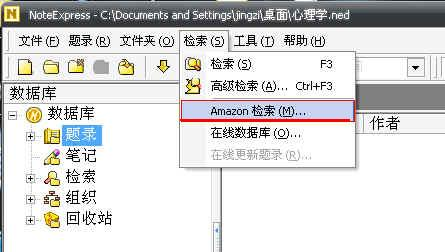 NoteExpress - C:\Documents and Settings\jingzi\桌面\心理学.ned
文件(F) 题录(R) 文件夹(O) 检索(S) 工具(T) 帮助(H)
检索(S) F3
高级检索(A)... Ctrl+F3
Amazon 检索(M)...
在线数据库(O)...
在线更新题录(R)...
数据库
数据库
题录
笔记
检索
组织
回收站
作者